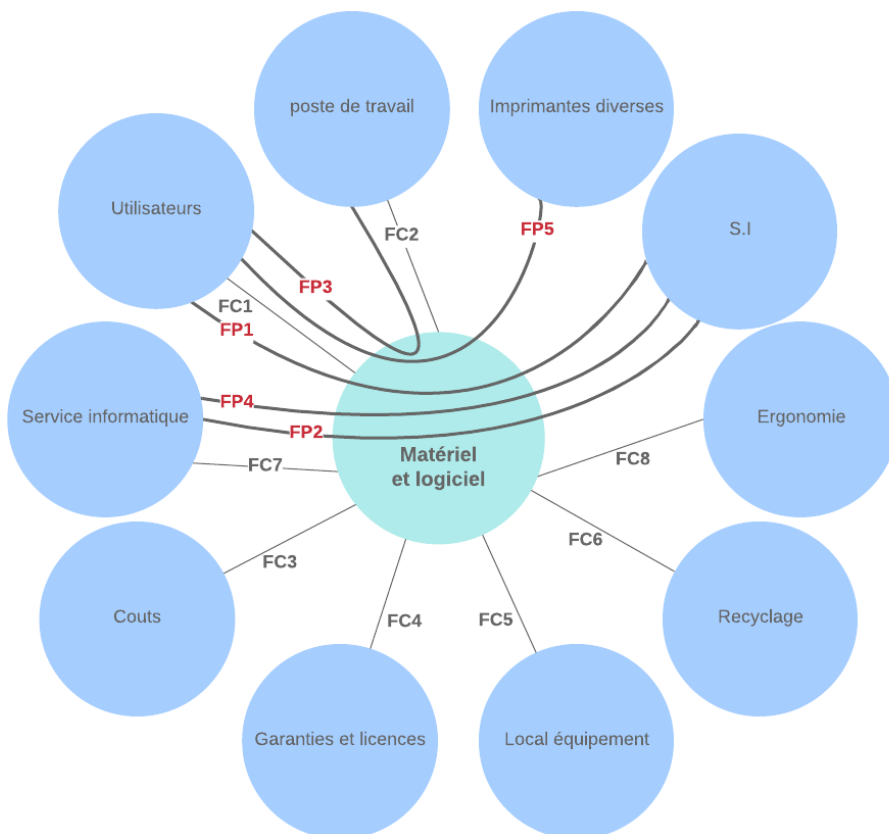 poste de travail
Imprimantes diverses
Utilisateurs
S.I
FC2
FP5
FP3
FC1
FP1
Service informatique
FP4
FP2
Ergonomie
Matériel
et logiciel
FC8
FC7
FC6
FC3
Couts
FC4
FC5
Recyclage
Garanties et licences
Local équipement